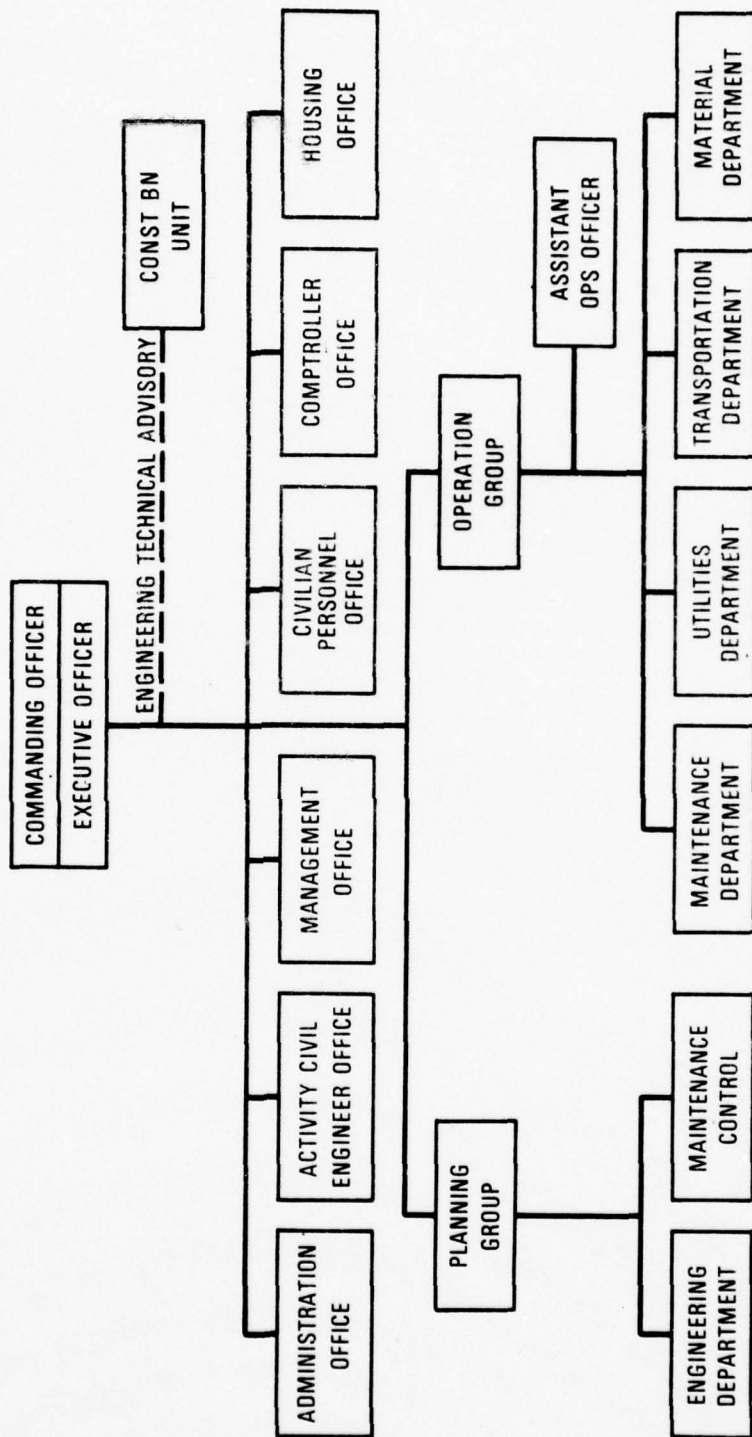 COMMANDING OFFICER
EXECUTIVE OFFICER
ENGINEERING TECHNICAL ADVISORY
CONST BN
UNIT
ADMINISTRATION
OFFICE
ACTIVITY CIVIL
ENGINEER OFFICE
MANAGEMENT
OFFICE
CIVILIAN
PERSONNEL
OFFICE
COMPTROLLER
OFFICE
HOUSING
OFFICE
PLANNING
GROUP
OPERATION
GROUP
ASSISTANT
OPS OFFICER
ENGINEERING
DEPARTMENT
MAINTENANCE
CONTROL
MAINTENANCE
DEPARTMENT
UTILITIES
DEPARTMENT
TRANSPORTATION
DEPARTMENT
MATERIAL
DEPARTMENT